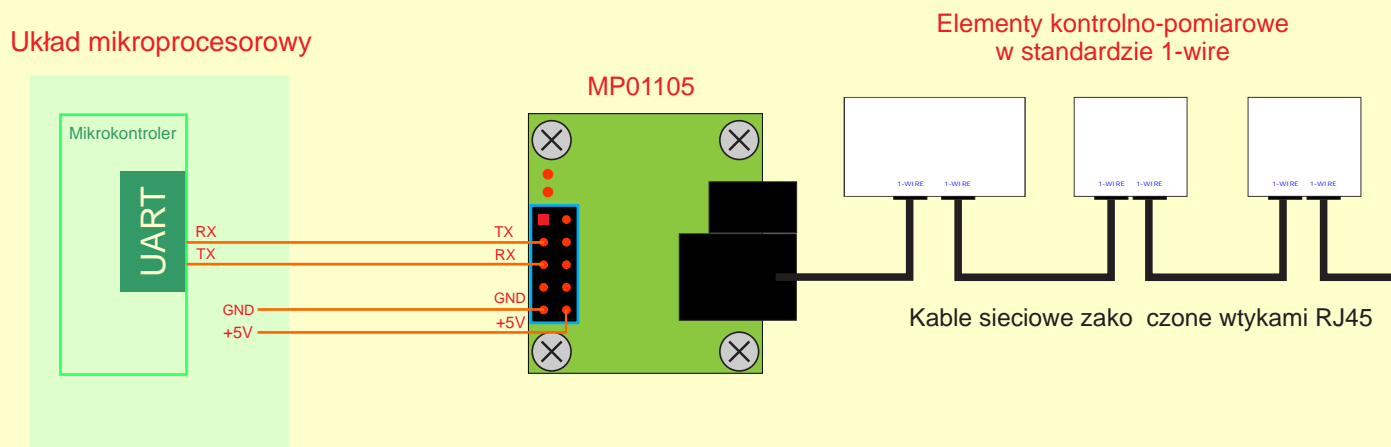 Układ mikroprocesorowy
Mikrokontroler
UART
RX
TX
GND
+5V
MP01105
TX
RX
GND
+5V
Elementy kontrolno-pomiarowe
w standardzie 1-wire
1-WIRE 1-WIRE
1-WIRE 1-WIRE
1-WIRE 1-WIRE
Kable sieciowe zako czone wtykami RJ45